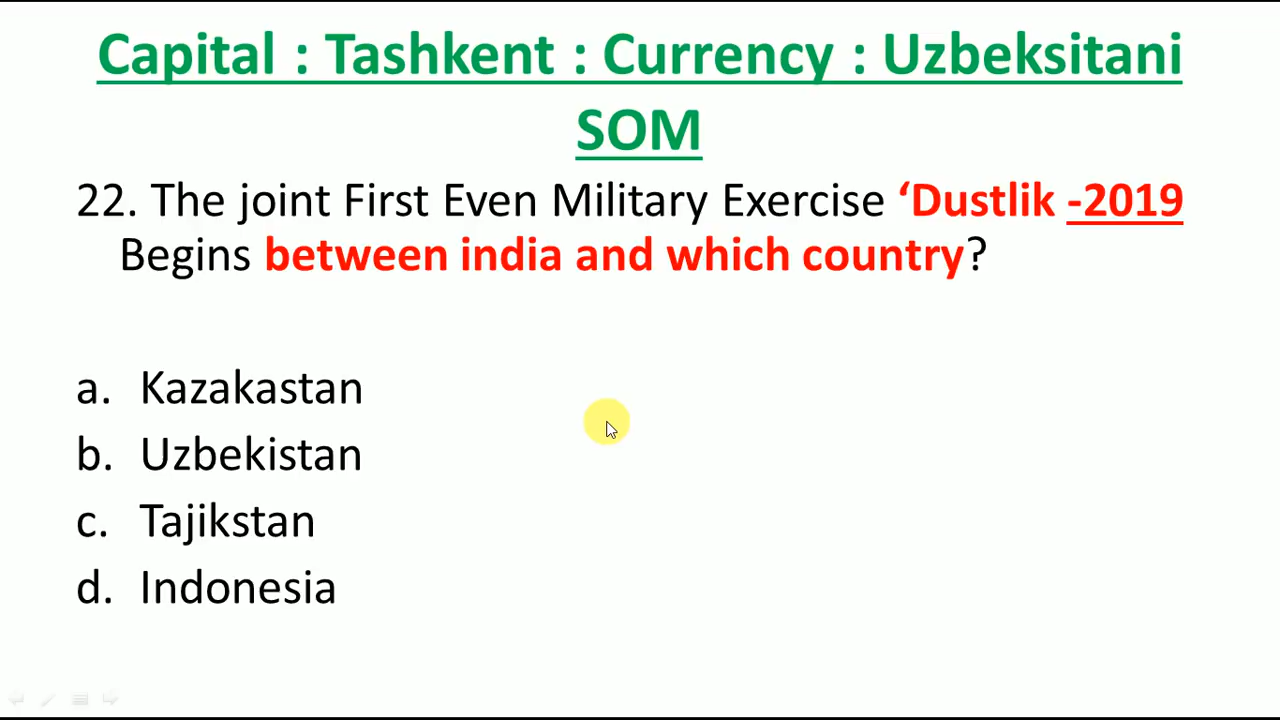 Capital : Tashkent : Currency : Uzbeksitani
SOM
22. The joint First Even Military Exercise ‘Dustlik -2019
Begins between india and which country?
a. Kazakastan
b. Uzbekistan
c. Tajikstan
d. Indonesia